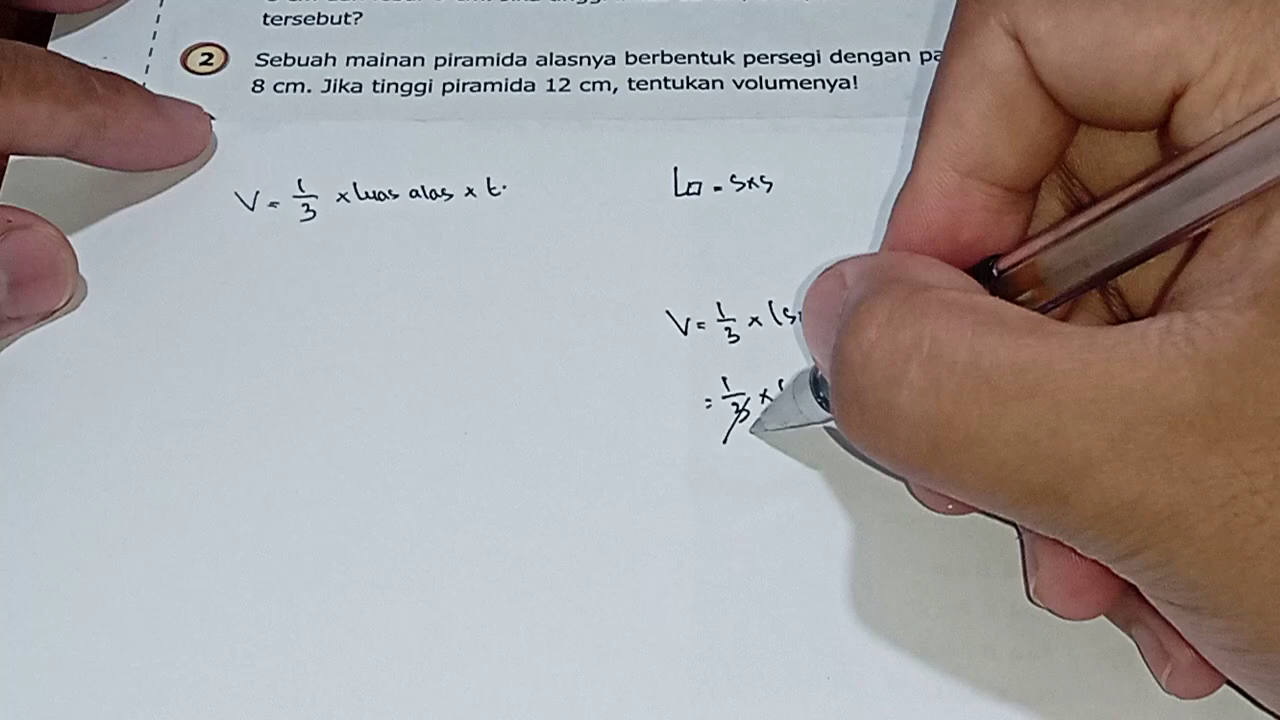 tersebut?
2 Sebuah mainan piramida alasnya berbentuk persegi dengan
8 cm. Jika tinggi piramida 12 cm, tentukan volumenya!
V = 1/3 × luas alas × t.
L□ = s×s
V = 1/3 × (s
= 1/3 ×